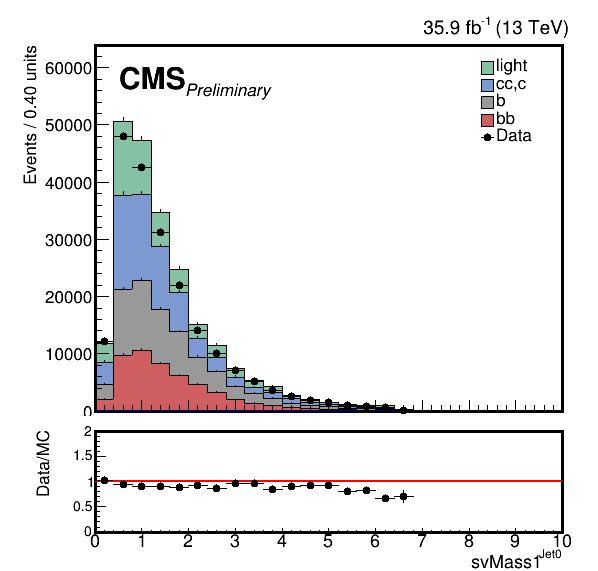 35.9 fb⁻¹ (13 TeV)
Events / 0.40 units
CMS Preliminary
light
cc,c
b
bb
Data
60000
50000
40000
30000
20000
10000
0
Data/MC
2
1.5
1
0.5
0
0 1 2 3 4 5 6 7 8 9 10
svMass1^Jet0